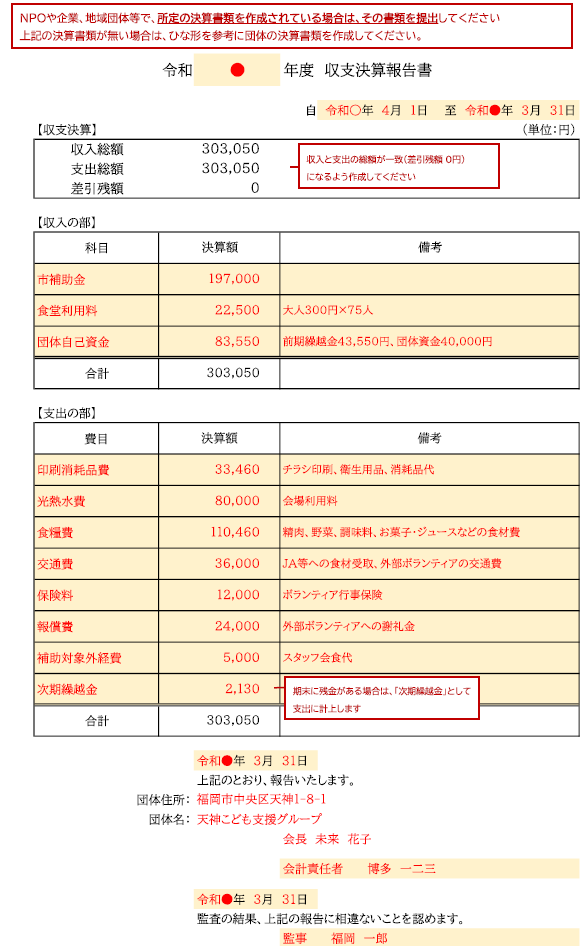 NPOや企業、地域団体等で、所定の決算書類を作成されている場合は、その書類を提出してください
上記の決算書類が無い場合は、ひな形を参考に団体の決算書類を作成してください。
令和 ● 年度 収支決算報告書
自 令和○年 4月 1日 至 令和●年 3月 31日
【収支決算】 （単位：円）
収入総額 303,050
支出総額 303,050
差引残額 0
収入と支出の総額が一致（差引残額 0円）
になるよう作成してください
【収入の部】
科目 決算額 備考
市補助金 197,000
食堂利用料 22,500 大人300円×75人
団体自己資金 83,550 前期繰越金43,550円、団体資金40,000円
合計 303,050
【支出の部】
費目 決算額 備考
印刷消耗品費 33,460 チラシ印刷、衛生用品、消耗品代
光熱水費 80,000 会場利用料
食糧費 110,460 精肉、野菜、調味料、お菓子・ジュースなどの食材費
交通費 36,000 JA等への食材受取、外部ボランティアの交通費
保険料 12,000 ボランティア行事保険
報償費 24,000 外部ボランティアへの謝礼金
補助対象外経費 5,000 スタッフ会食代
次期繰越金 2,130
期末に残金がある場合は、「次期繰越金」として
支出に計上します
合計 303,050
令和●年 3月 31日
上記のとおり、報告いたします。
団体住所： 福岡市中央区天神1-8-1
団体名： 天神こども支援グループ
会長 未来 花子
会計責任者 博多 一二三
令和●年 3月 31日
監査の結果、上記の報告に相違ないことを認めます。
監事 福岡 一郎